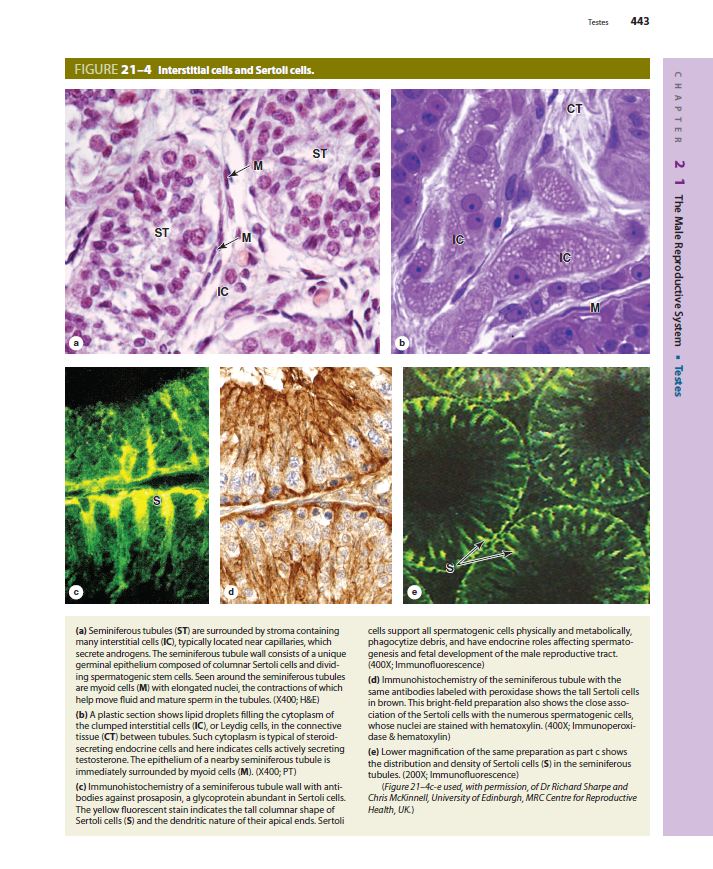 Testes 443
FIGURE 21–4 Interstitial cells and Sertoli cells.
ST
M
ST
M
IC
a
CT
IC
IC
M
b
S
c
d
S
e
(a) Seminiferous tubules (ST) are surrounded by stroma containing
many interstitial cells (IC), typically located near capillaries, which
secrete androgens. The seminiferous tubule wall consists of a unique
germinal epithelium composed of columnar Sertoli cells and divid-
ing spermatogenic stem cells. Seen around the seminiferous tubules
are myoid cells (M) with elongated nuclei, the contractions of which
help move fluid and mature sperm in the tubules. (X400; H&E)
(b) A plastic section shows lipid droplets filling the cytoplasm of
the clumped interstitial cells (IC), or Leydig cells, in the connective
tissue (CT) between tubules. Such cytoplasm is typical of steroid-
secreting endocrine cells and here indicates cells actively secreting
testosterone. The epithelium of a nearby seminiferous tubule is
immediately surrounded by myoid cells (M). (X400; PT)
(c) Immunohistochemistry of a seminiferous tubule wall with anti-
bodies against prosaposin, a glycoprotein abundant in Sertoli cells.
The yellow fluorescent stain indicates the tall columnar shape of
Sertoli cells (S) and the dendritic nature of their apical ends. Sertoli
cells support all spermatogenic cells physically and metabolically,
phagocytize debris, and have endocrine roles affecting spermato-
genesis and fetal development of the male reproductive tract.
(400X; Immunofluorescence)
(d) Immunohistochemistry of the seminiferous tubule with the
same antibodies labeled with peroxidase shows the tall Sertoli cells
in brown. This bright-field preparation also shows the close asso-
ciation of the Sertoli cells with the numerous spermatogenic cells,
whose nuclei are stained with hematoxylin. (400X; Immunoperoxi-
dase & hematoxylin)
(e) Lower magnification of the same preparation as part c shows
the distribution and density of Sertoli cells (S) in the seminiferous
tubules. (200X; Immunofluorescence)
(Figure 21–4c-e used, with permission, of Dr Richard Sharpe and
Chris McKinnell, University of Edinburgh, MRC Centre for Reproductive
Health, UK.)
CHAPTER 21 The Male Reproductive System ▪ Testes